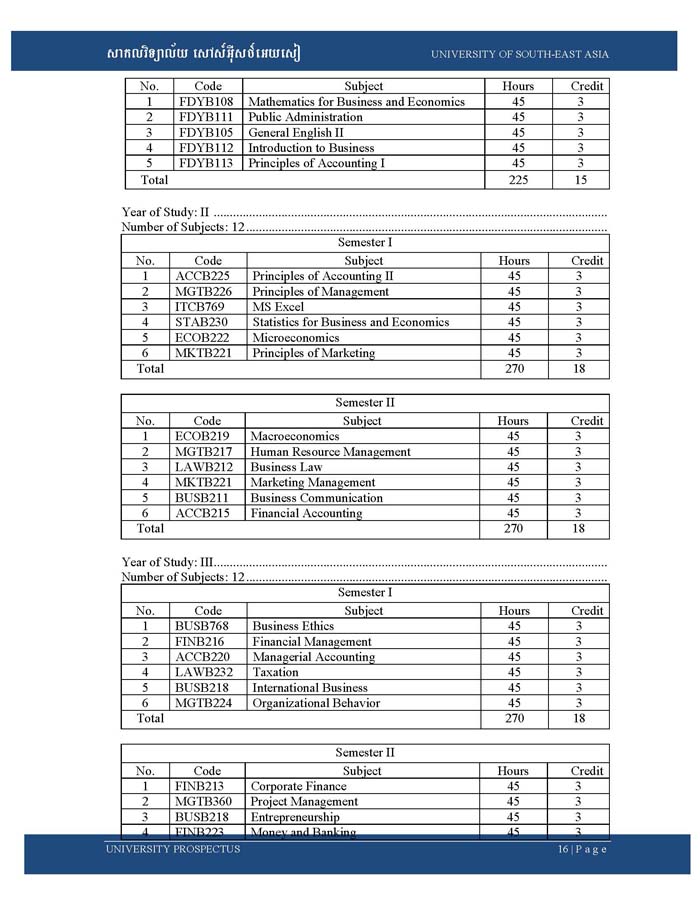 សាកលវិទ្យាល័យ សៅស៍អ៊ីសថ៍អេយសៀ UNIVERSITY OF SOUTH-EAST ASIA
No. Code Subject Hours Credit
1 FDYB108 Mathematics for Business and Economics 45 3
2 FDYB111 Public Administration 45 3
3 FDYB105 General English II 45 3
4 FDYB112 Introduction to Business 45 3
5 FDYB113 Principles of Accounting I 45 3
Total 225 15
Year of Study: II
Number of Subjects: 12
Semester I
No. Code Subject Hours Credit
1 ACCB225 Principles of Accounting II 45 3
2 MGTB226 Principles of Management 45 3
3 ITCB769 MS Excel 45 3
4 STAB230 Statistics for Business and Economics 45 3
5 ECOB222 Microeconomics 45 3
6 MKTB221 Principles of Marketing 45 3
Total 270 18
Semester II
No. Code Subject Hours Credit
1 ECOB219 Macroeconomics 45 3
2 MGTB217 Human Resource Management 45 3
3 LAWB212 Business Law 45 3
4 MKTB221 Marketing Management 45 3
5 BUSB211 Business Communication 45 3
6 ACCB215 Financial Accounting 45 3
Total 270 18
Year of Study: III
Number of Subjects: 12
Semester I
No. Code Subject Hours Credit
1 BUSB768 Business Ethics 45 3
2 FINB216 Financial Management 45 3
3 ACCB220 Managerial Accounting 45 3
4 LAWB232 Taxation 45 3
5 BUSB218 International Business 45 3
6 MGTB224 Organizational Behavior 45 3
Total 270 18
Semester II
No. Code Subject Hours Credit
1 FINB213 Corporate Finance 45 3
2 MGTB360 Project Management 45 3
3 BUSB218 Entrepreneurship 45 3
4 FINB223 Money and Banking 45 3
UNIVERSITY PROSPECTUS 16 | P a g e